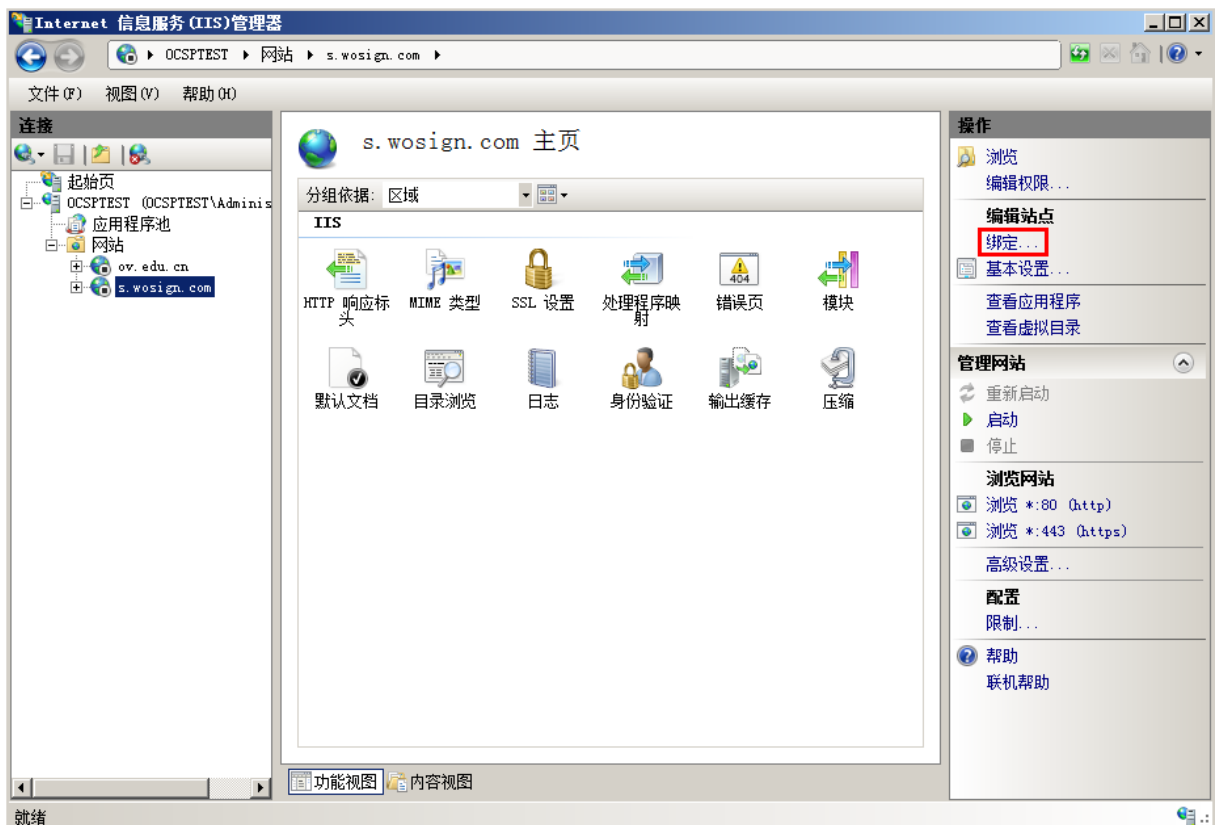 Internet 信息服务(IIS)管理器
OCSPTEST 网站 s.wosign.com
文件(F) 视图(V) 帮助(H)
连接
起始页
OCSPTEST (OCSPTEST\Adminis
应用程序池
网站
ov.edu.cn
s.wosign.com
s.wosign.com 主页
分组依据: 区域
IIS
HTTP 响应标头
MIME 类型
SSL 设置
处理程序映射
404
错误页
模块
默认文档
目录浏览
日志
身份验证
输出缓存
压缩
功能视图 内容视图
操作
浏览
编辑权限...
编辑站点
绑定...
基本设置...
查看应用程序
查看虚拟目录
管理网站
重新启动
启动
停止
浏览网站
浏览 *:80 (http)
浏览 *:443 (https)
高级设置...
配置
限制...
帮助
联机帮助
就绪